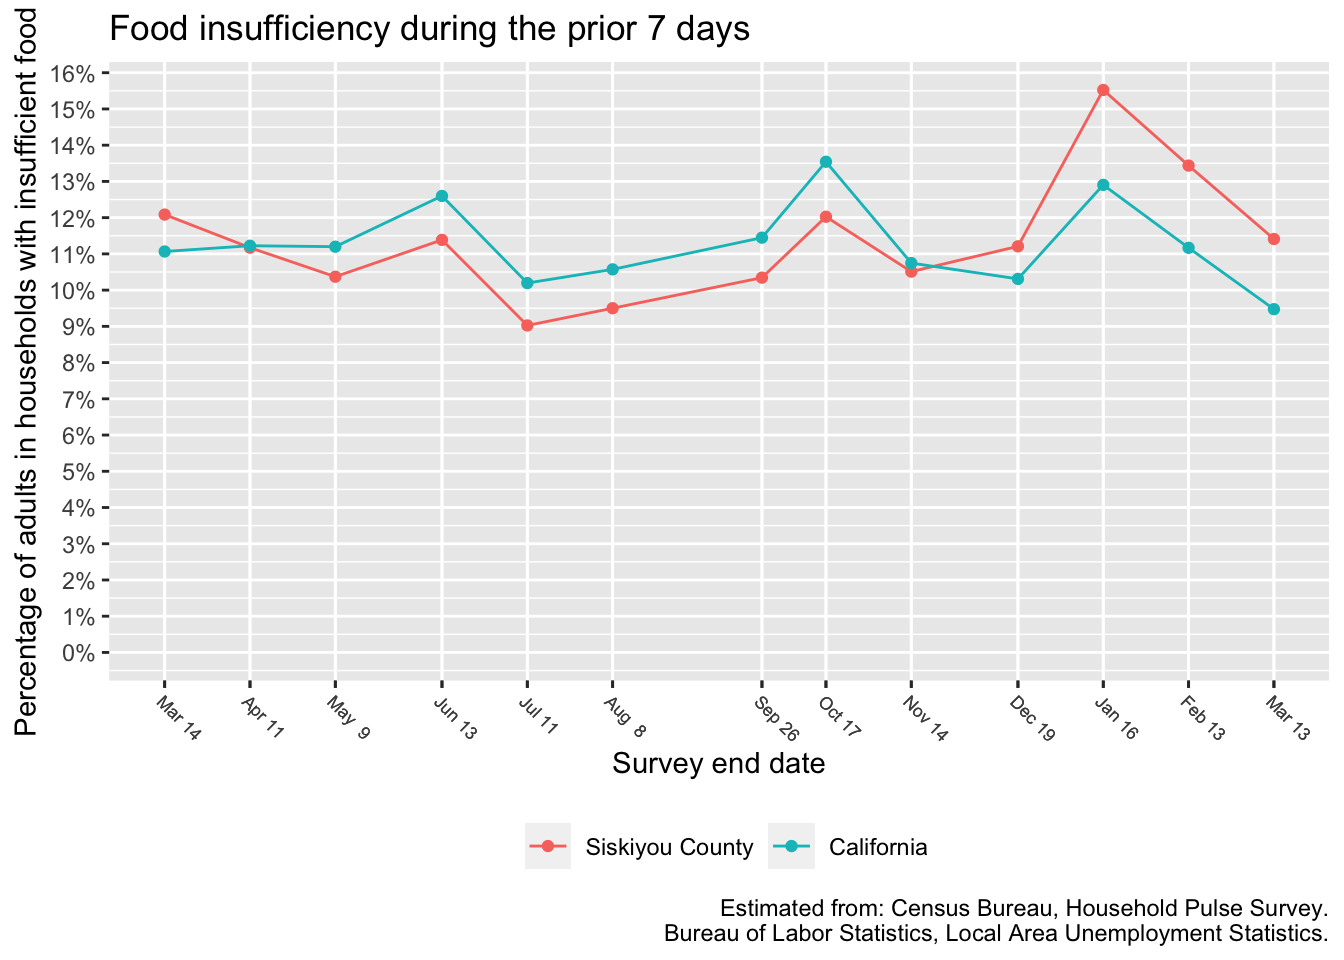 Food insufficiency during the prior 7 days
Percentage of adults in households with insufficient food
16%
15%
14%
13%
12%
11%
10%
9%
8%
7%
6%
5%
4%
3%
2%
1%
0%
Mar 14
Apr 11
May 9
Jun 13
Jul 11
Aug 8
Sep 26
Oct 17
Nov 14
Dec 19
Jan 16
Feb 13
Mar 13
Survey end date
Siskiyou County
California
Estimated from: Census Bureau, Household Pulse Survey.
Bureau of Labor Statistics, Local Area Unemployment Statistics.